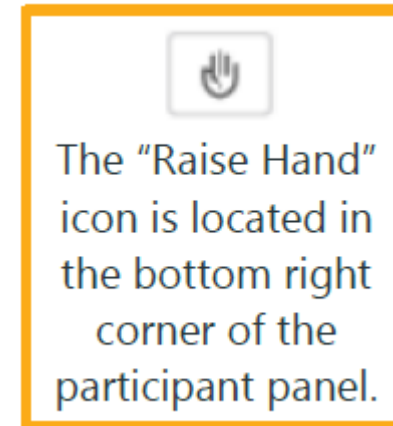 The “Raise Hand”
icon is located in
the bottom right
corner of the
participant panel.